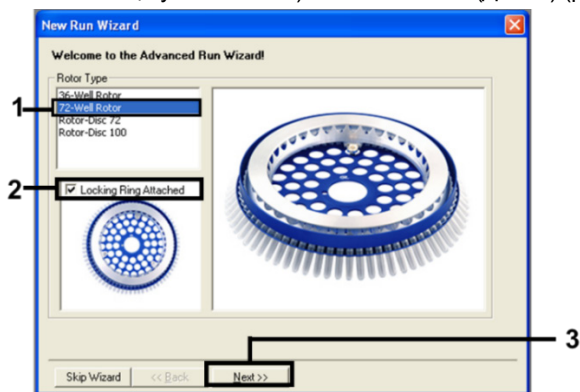 New Run Wizard
Welcome to the Advanced Run Wizard!
Rotor Type
36-Well Rotor
1
72-Well Rotor
Rotor-Disc 72
Rotor-Disc 100
2
Locking Ring Attached
3
Skip Wizard
<< Back
Next >>